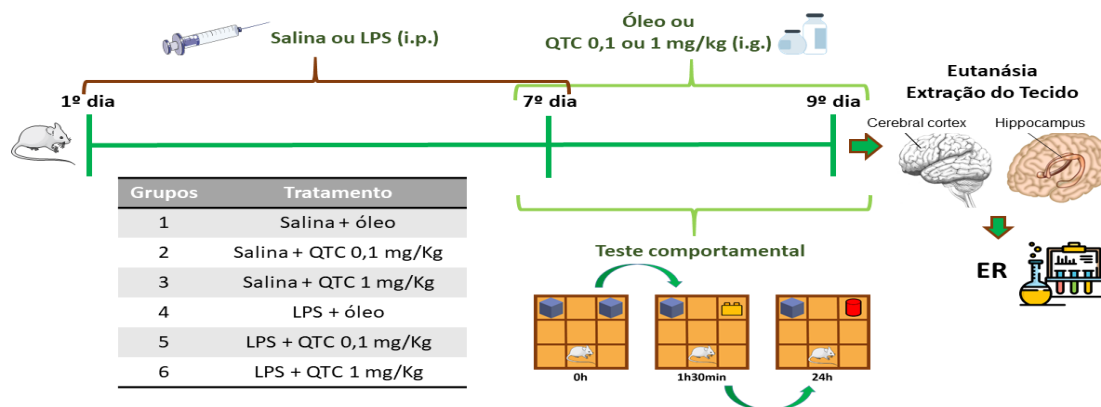 Salina ou LPS (i.p.)
Óleo ou
QTC 0,1 ou 1 mg/kg (i.g.)
1º dia
7º dia
9º dia
Eutanásia
Extração do Tecido
Cerebral cortex
Hippocampus
Grupos Tratamento
1 Salina + óleo
2 Salina + QTC 0,1 mg/Kg
3 Salina + QTC 1 mg/Kg
4 LPS + óleo
5 LPS + QTC 0,1 mg/Kg
6 LPS + QTC 1 mg/Kg
Teste comportamental
0h
1h30min
24h
ER